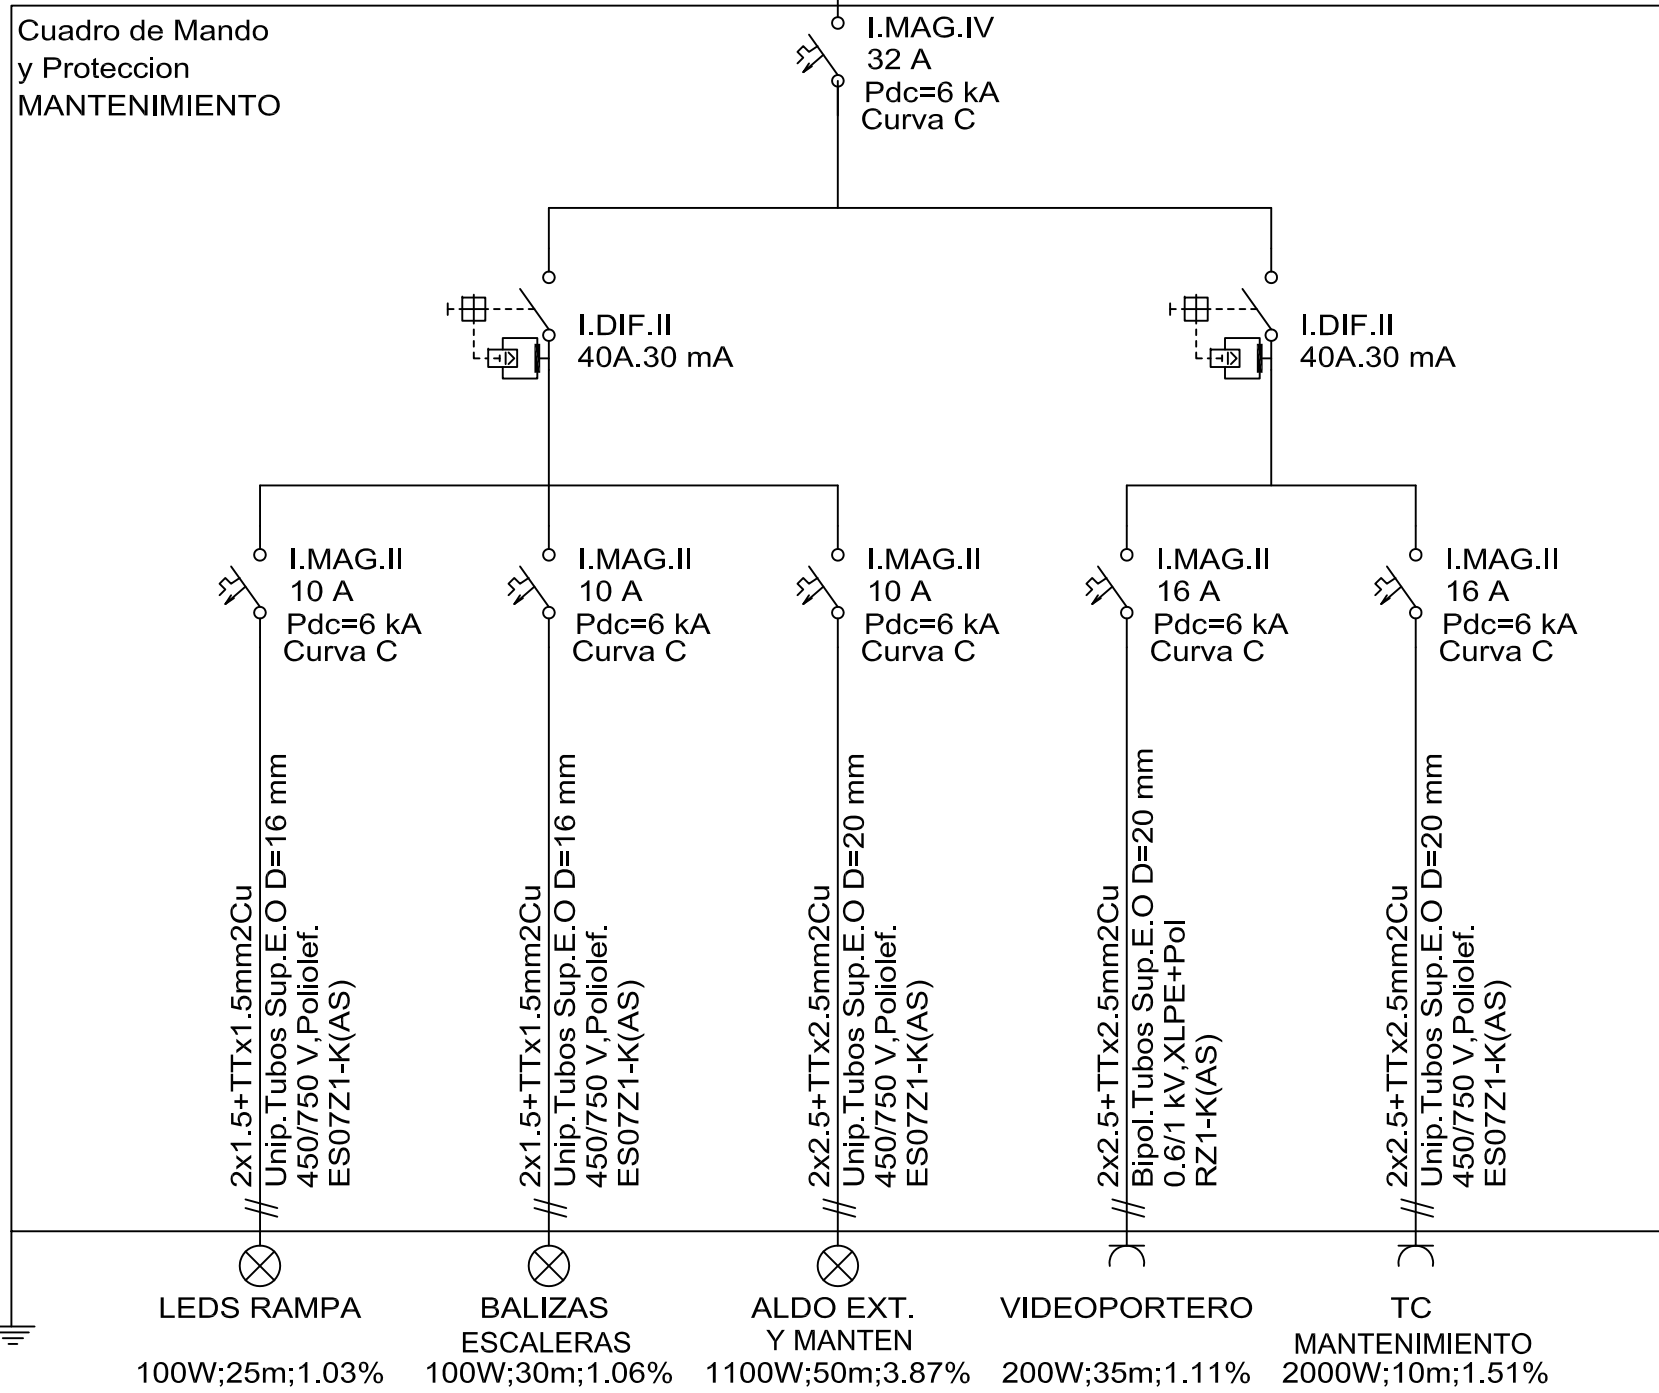 Cuadro de Mando
y Proteccion
MANTENIMIENTO
I.MAG.IV
32 A
Pdc=6 kA
Curva C
I.DIF.II
40A.30 mA
I.DIF.II
40A.30 mA
I.MAG.II
10 A
Pdc=6 kA
Curva C
I.MAG.II
10 A
Pdc=6 kA
Curva C
I.MAG.II
10 A
Pdc=6 kA
Curva C
I.MAG.II
16 A
Pdc=6 kA
Curva C
I.MAG.II
16 A
Pdc=6 kA
Curva C
2x1.5+TTx1.5mm2Cu
Unip.Tubos Sup.E.O D=16 mm
450/750 V,Poliolef.
ES07Z1-K(AS)
2x1.5+TTx1.5mm2Cu
Unip.Tubos Sup.E.O D=16 mm
450/750 V,Poliolef.
ES07Z1-K(AS)
2x2.5+TTx2.5mm2Cu
Unip.Tubos Sup.E.O D=20 mm
450/750 V,Poliolef.
ES07Z1-K(AS)
2x2.5+TTx2.5mm2Cu
Bipol.Tubos Sup.E.O D=20 mm
0.6/1 kV,XLPE+Pol
RZ1-K(AS)
2x2.5+TTx2.5mm2Cu
Unip.Tubos Sup.E.O D=20 mm
450/750 V,Poliolef.
ES07Z1-K(AS)
LEDS RAMPA
100W;25m;1.03%
BALIZAS
ESCALERAS
100W;30m;1.06%
ALDO EXT.
Y MANTEN
1100W;50m;3.87%
VIDEOPORTERO
200W;35m;1.11%
TC
MANTENIMIENTO
2000W;10m;1.51%